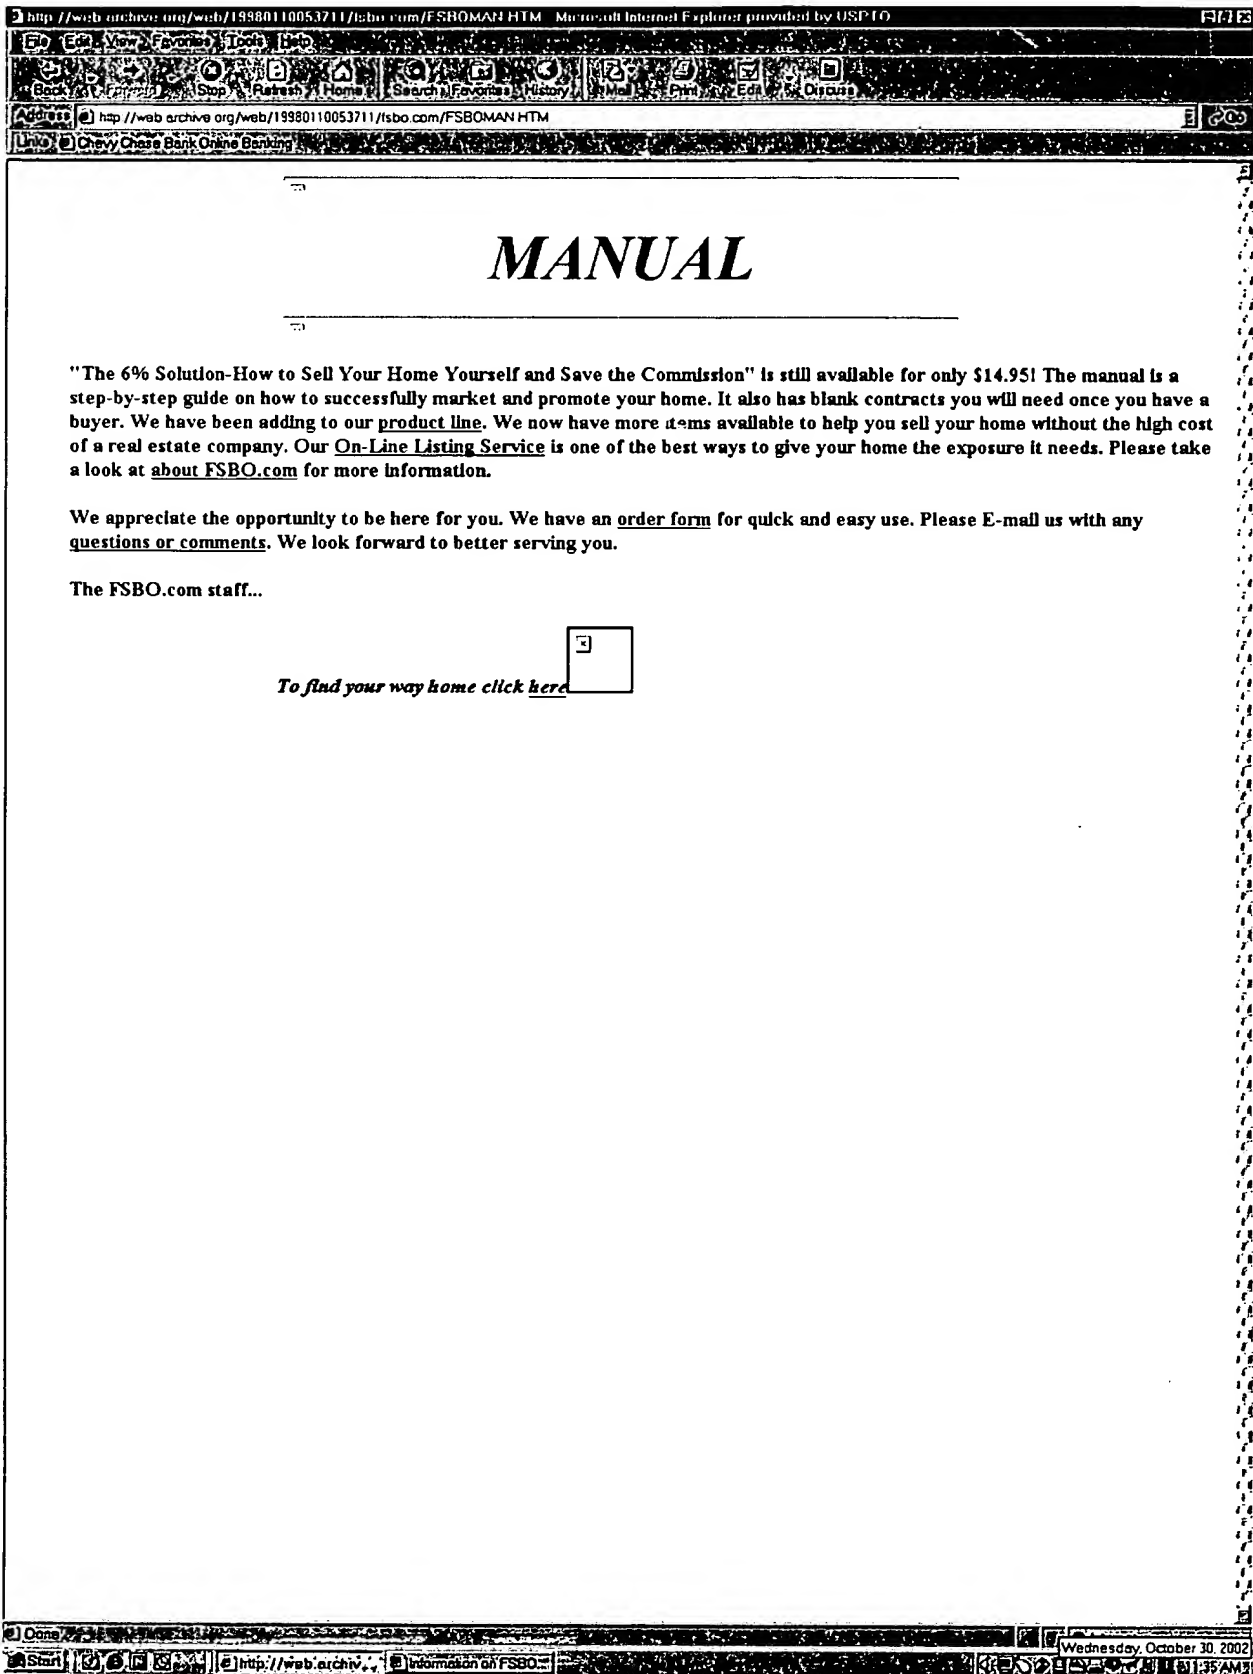 http //web archive org/web/19980110053711/fsbo com/FSBOMAN HTM Microsoft Internet Explorer provided by USPTO
File Edit View Favorites Tools Help
Back Forward Stop Refresh Home Search Favorites History Mail Print Edit Discuss
Address http //web archive org/web/19980110053711/fsbo.com/FSBOMAN HTM
Links Chevy Chase Bank Online Banking
MANUAL
"The 6% Solution-How to Sell Your Home Yourself and Save the Commission" is still available for only $14.95! The manual is a
step-by-step guide on how to successfully market and promote your home. It also has blank contracts you will need once you have a
buyer. We have been adding to our product line. We now have more items available to help you sell your home without the high cost
of a real estate company. Our On-Line Listing Service is one of the best ways to give your home the exposure it needs. Please take
a look at about FSBO.com for more information.
We appreciate the opportunity to be here for you. We have an order form for quick and easy use. Please E-mail us with any
questions or comments. We look forward to better serving you.
The FSBO.com staff...
To find your way home click here
Done
Wednesday, October 30, 2002
Start http://web.archiv... Information on FSBO... 11:35 AM